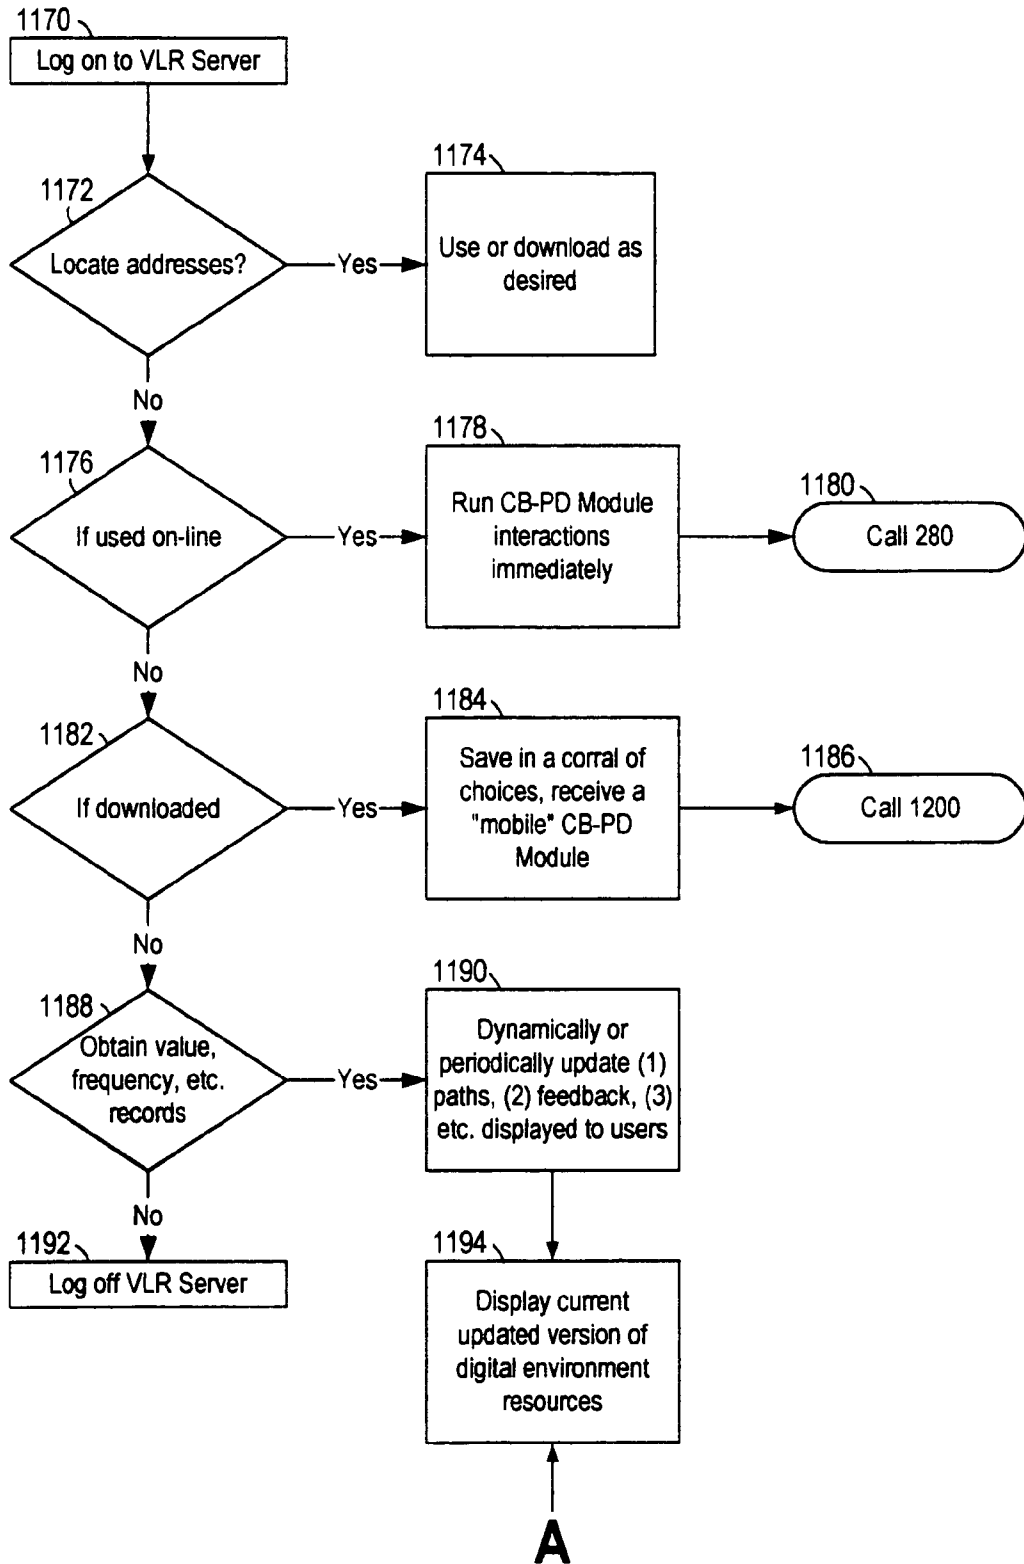 1170
Log on to VLR Server
1172
Locate addresses?
Yes
1174
Use or download as
desired
No
1176
If used on-line
Yes
1178
Run CB-PD Module
interactions
immediately
1180
Call 280
No
1182
If downloaded
Yes
1184
Save in a corral of
choices, receive a
"mobile" CB-PD
Module
1186
Call 1200
No
1188
Obtain value,
frequency, etc.
records
Yes
1190
Dynamically or
periodically update (1)
paths, (2) feedback, (3)
etc. displayed to users
No
1192
Log off VLR Server
1194
Display current
updated version of
digital environment
resources
A